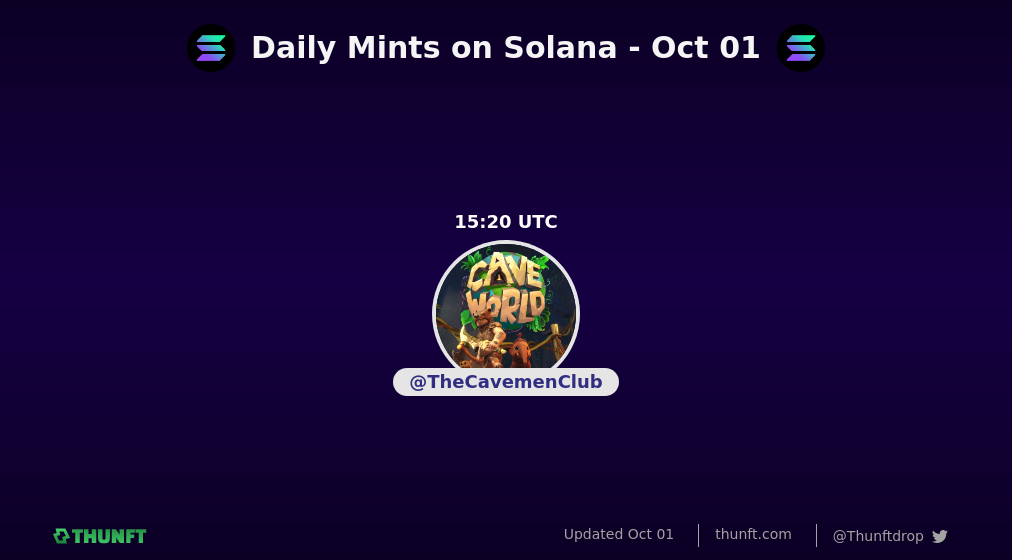 Daily Mints on Solana - Oct 01
15:20 UTC
CAVE
WORLD
@TheCavemenClub
THUNFT
Updated Oct 01
thunft.com
@Thunftdrop